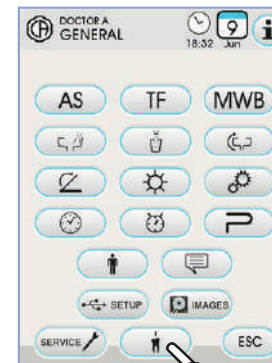 DOCTOR A
GENERAL
18:32
9
Jun
i
AS TF MWB
SETUP IMAGES
SERVICE ESC